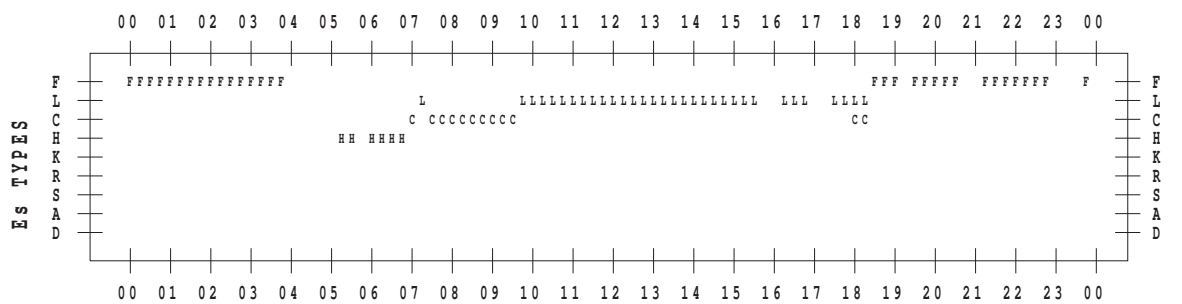 00 01 02 03 04 05 06 07 08 09 10 11 12 13 14 15 16 17 18 19 20 21 22 23 00
F FFFFFFFFFFFFFFFF FFF FFFFF FFFFFFF F F
L L LLLLLLLLLLLLLLLLLLLLLLLL LLL LLLL L
C C CCCCCCCCC CC C
H HH HHHH H
K K
R R
S S
A A
D D
Es TYPES
00 01 02 03 04 05 06 07 08 09 10 11 12 13 14 15 16 17 18 19 20 21 22 23 00